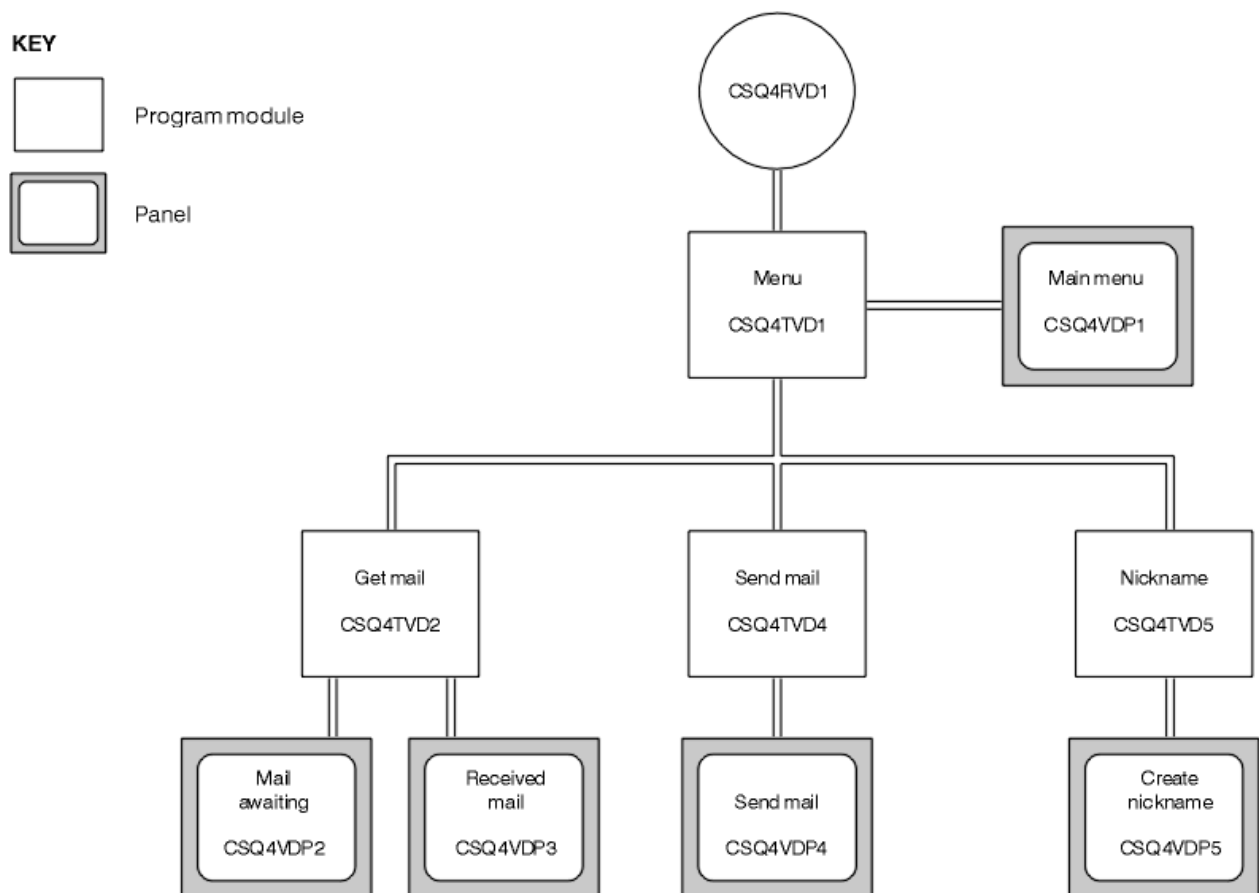 KEY
Program module
Panel
CSQ4RVD1
Menu
CSQ4TVD1
Main menu
CSQ4VDP1
Get mail
CSQ4TVD2
Send mail
CSQ4TVD4
Nickname
CSQ4TVD5
Mail
awaiting
CSQ4VDP2
Received
mail
CSQ4VDP3
Send mail
CSQ4VDP4
Create
nickname
CSQ4VDP5